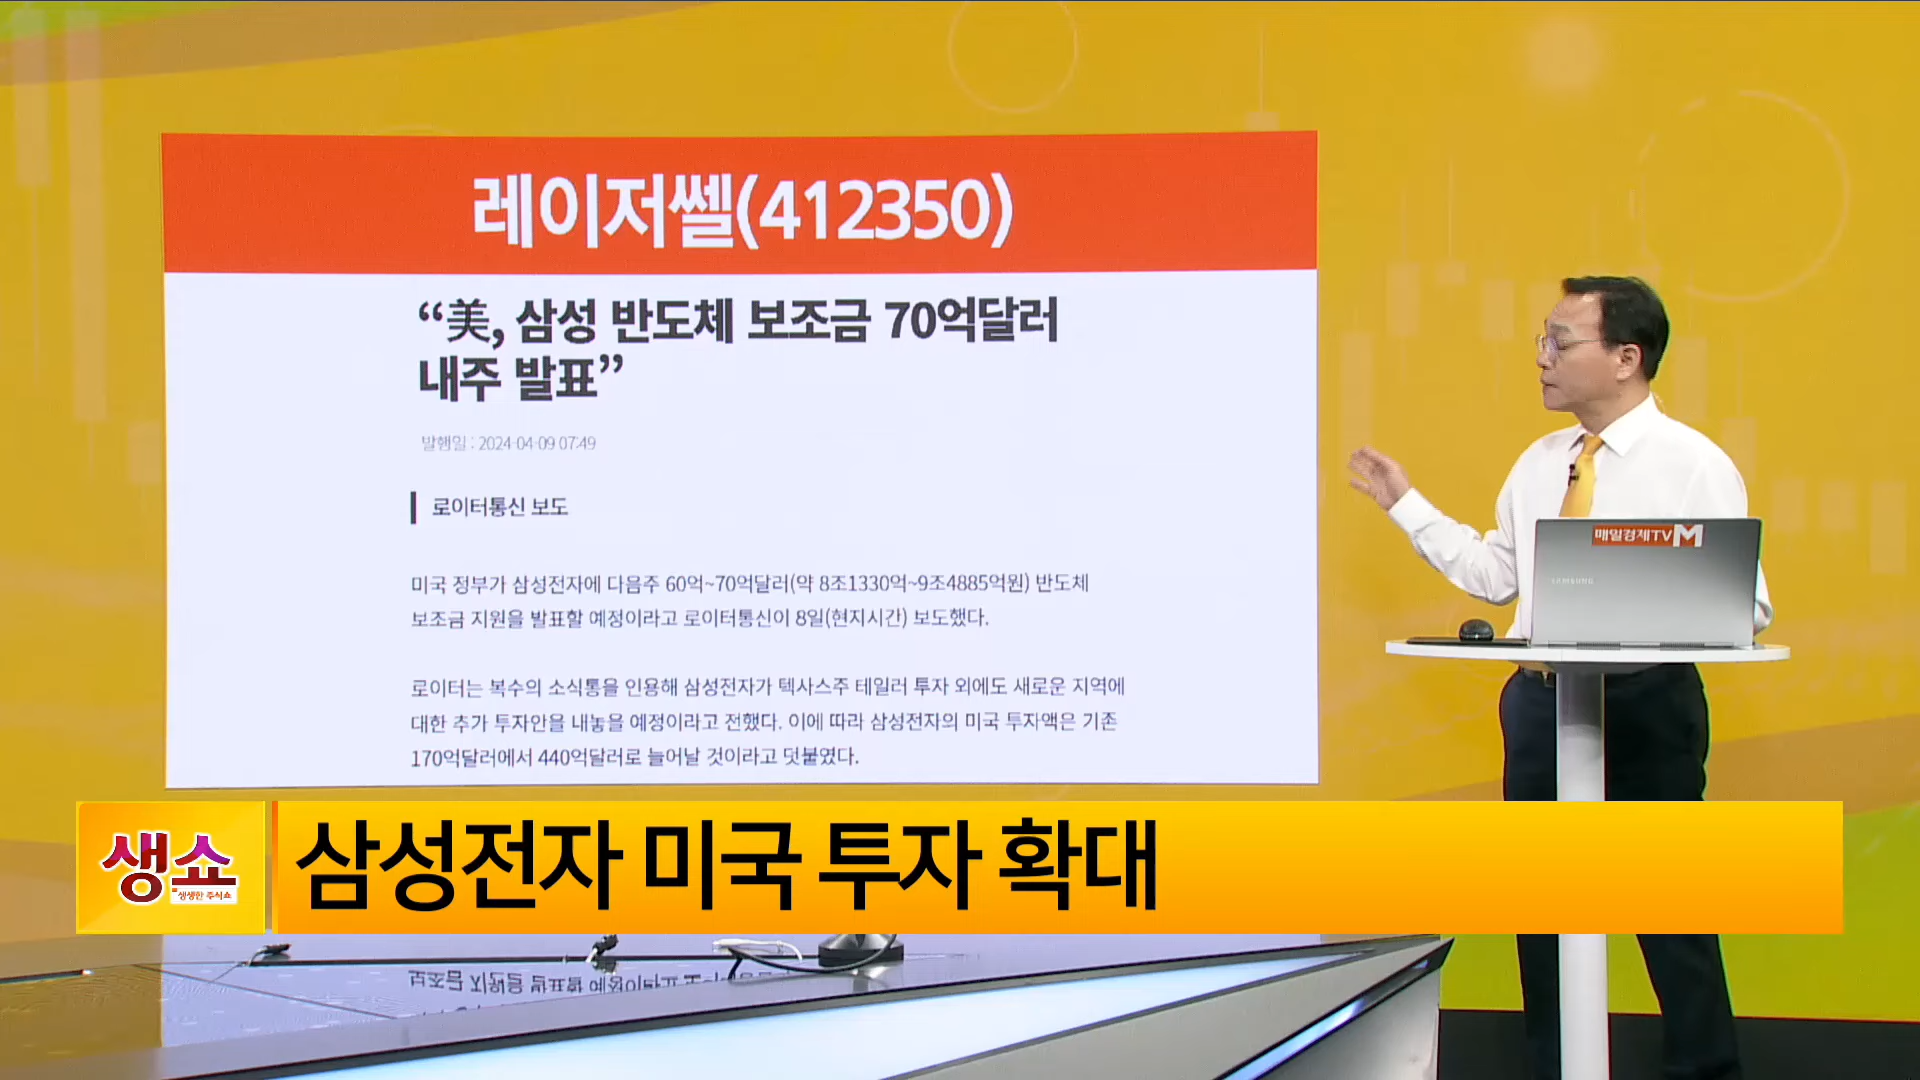 레이저쎌(412350)
“美, 삼성 반도체 보조금 70억달러
내주 발표”
발행일 : 2024-04-09 07:49
로이터통신 보도
미국 정부가 삼성전자에 다음주 60억~70억달러(약 8조1330억~9조4885억원) 반도체
보조금 지원을 발표할 예정이라고 로이터통신이 8일(현지시간) 보도했다.
로이터는 복수의 소식통을 인용해 삼성전자가 텍사스주 테일러 투자 외에도 새로운 지역에
대한 추가 투자안을 내놓을 예정이라고 전했다. 이에 따라 삼성전자의 미국 투자액은 기존
170억달러에서 440억달러로 늘어날 것이라고 덧붙였다.
매일경제TV M
SAMSUNG
생쇼
생생한 주식쇼
삼성전자 미국 투자 확대